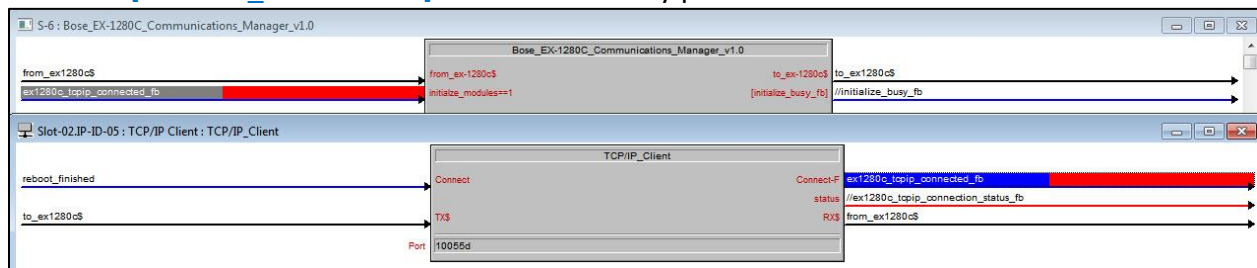 S-6 : Bose_EX-1280C_Communications_Manager_v1.0
Bose_EX-1280C_Communications_Manager_v1.0
from_ex1280c$ from_ex-1280c$ to_ex-1280c$ to_ex1280c$
ex1280c_tcpip_connected_fb initialze_modules==1 [initialize_busy_fb] //initialize_busy_fb
Slot-02.IP-ID-05 : TCP/IP Client : TCP/IP_Client
TCP/IP_Client
reboot_finished Connect Connect-F ex1280c_tcpip_connected_fb
status //ex1280c_tcpip_connection_status_fb
to_ex1280c$ TX$ RX$ from_ex1280c$
Port 10055d